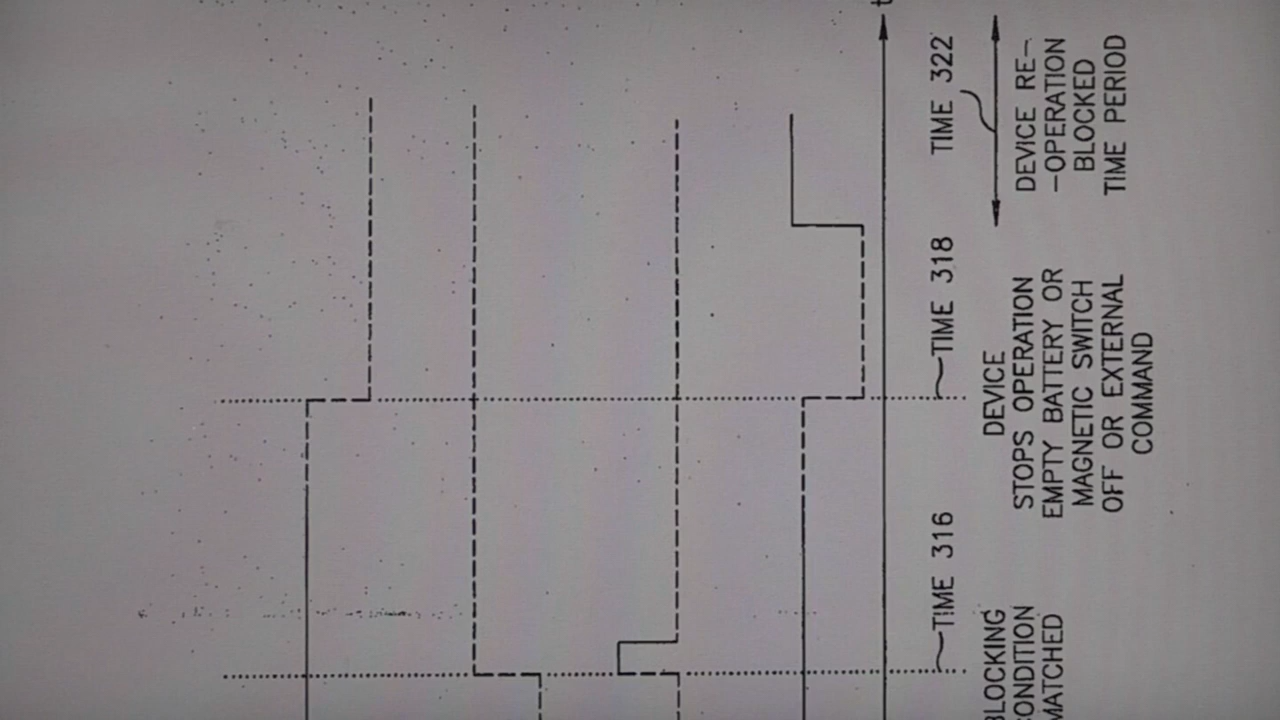 TIME 316
BLOCKING
CONDITION
MATCHED
TIME 318
DEVICE
STOPS OPERATION
EMPTY BATTERY OR
MAGNETIC SWITCH
OFF OR EXTERNAL
COMMAND
TIME 322
DEVICE RE-
-OPERATION
BLOCKED
TIME PERIOD
t